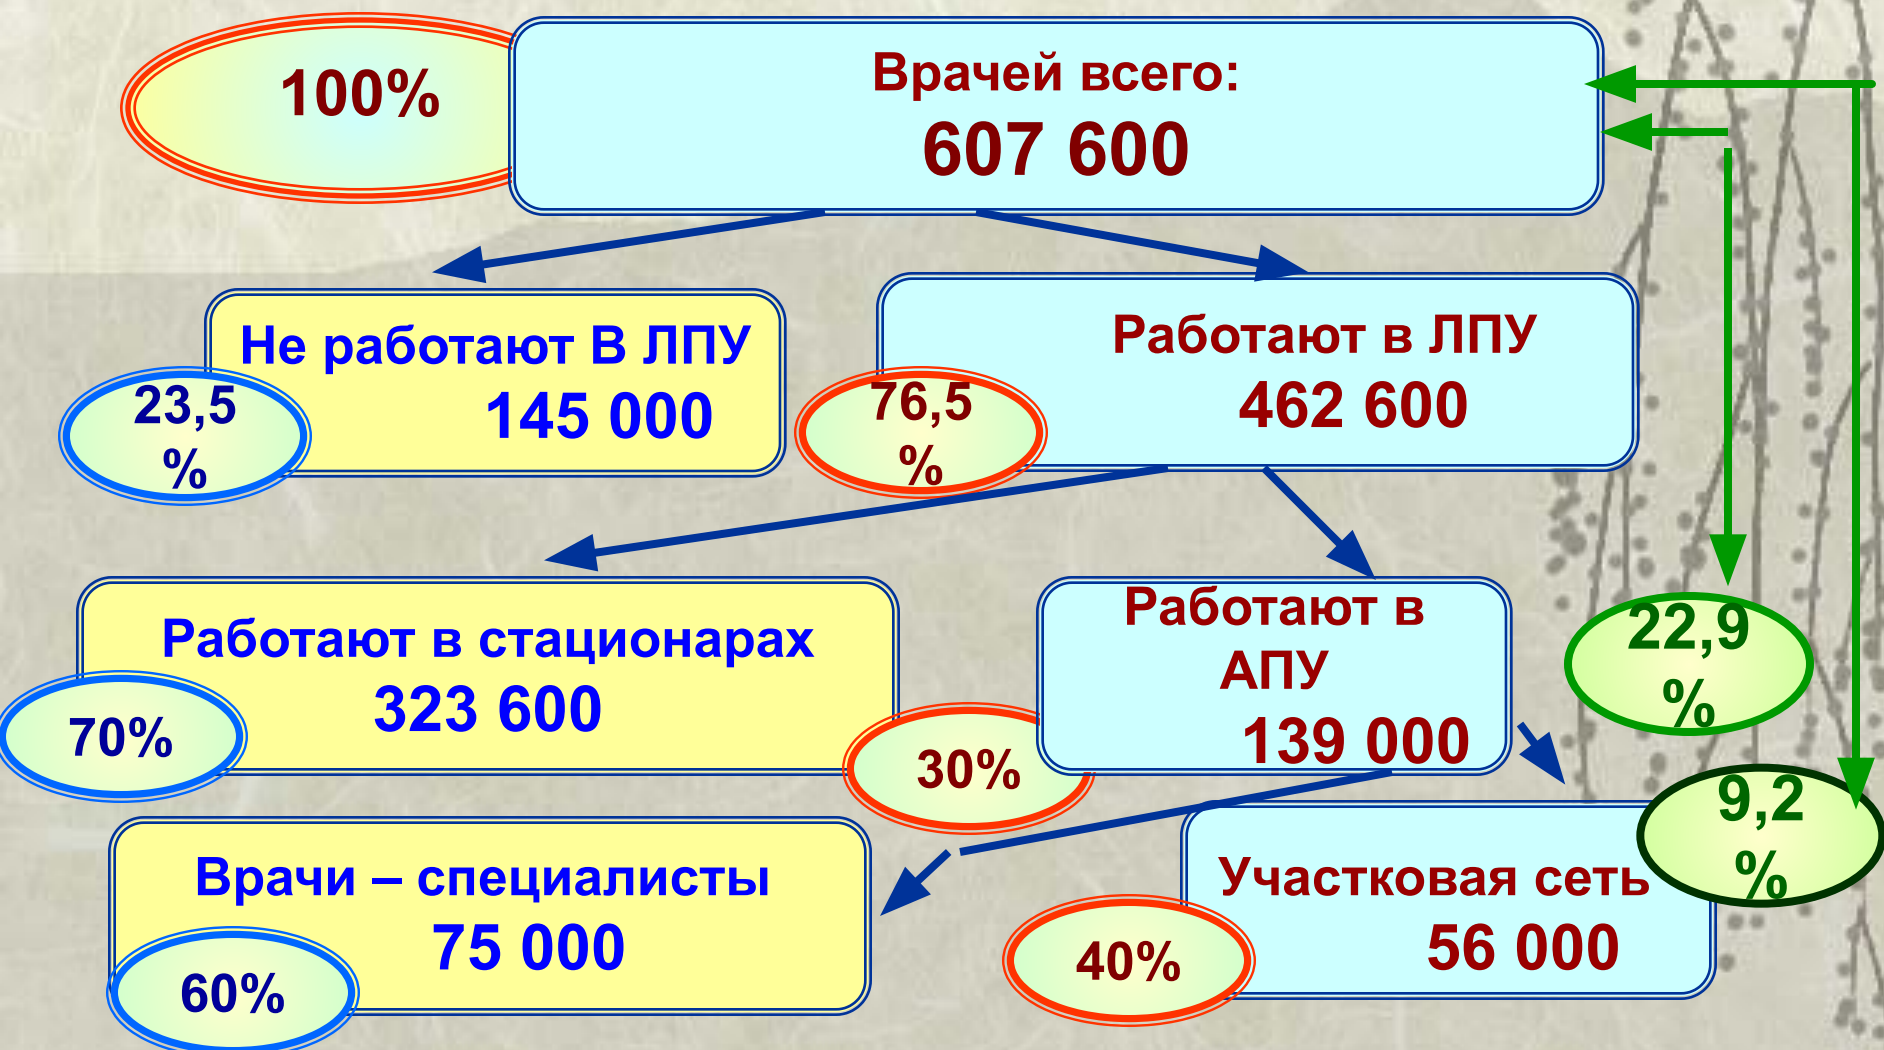 100%
Врачей всего:
607 600
Не работают В ЛПУ
145 000
23,5
%
Работают в ЛПУ
462 600
76,5
%
Работают в стационарах
323 600
70%
Работают в
АПУ
139 000
30%
22,9
%
Врачи – специалисты
75 000
60%
Участковая сеть
56 000
40%
9,2
%